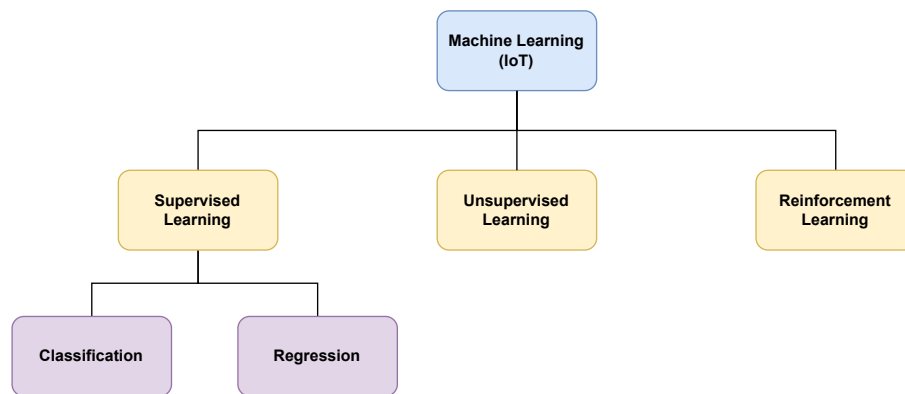 Machine Learning
(IoT)
Supervised
Learning
Unsupervised
Learning
Reinforcement
Learning
Classification
Regression